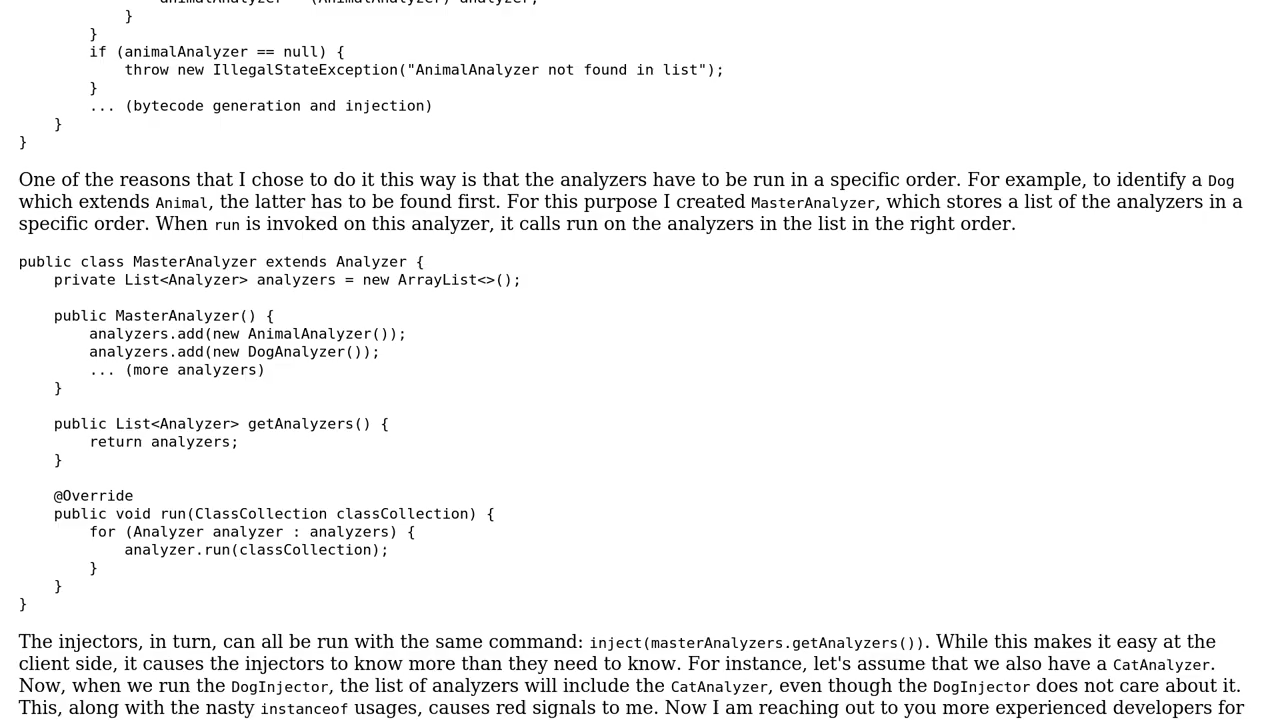 animalAnalyzer = (AnimalAnalyzer) analyzer;
            }
        }
        if (animalAnalyzer == null) {
            throw new IllegalStateException("AnimalAnalyzer not found in list");
        }
        ... (bytecode generation and injection)
    }
}
One of the reasons that I chose to do it this way is that the analyzers have to be run in a specific order. For example, to identify a Dog
which extends Animal, the latter has to be found first. For this purpose I created MasterAnalyzer, which stores a list of the analyzers in a
specific order. When run is invoked on this analyzer, it calls run on the analyzers in the list in the right order.
public class MasterAnalyzer extends Analyzer {
    private List<Analyzer> analyzers = new ArrayList<>();
    public MasterAnalyzer() {
        analyzers.add(new AnimalAnalyzer());
        analyzers.add(new DogAnalyzer());
        ... (more analyzers)
    }
    public List<Analyzer> getAnalyzers() {
        return analyzers;
    }
    @Override
    public void run(ClassCollection classCollection) {
        for (Analyzer analyzer : analyzers) {
            analyzer.run(classCollection);
        }
    }
}
The injectors, in turn, can all be run with the same command: inject(masterAnalyzers.getAnalyzers()). While this makes it easy at the
client side, it causes the injectors to know more than they need to know. For instance, let's assume that we also have a CatAnalyzer.
Now, when we run the DogInjector, the list of analyzers will include the CatAnalyzer, even though the DogInjector does not care about it.
This, along with the nasty instanceof usages, causes red signals to me. Now I am reaching out to you more experienced developers for